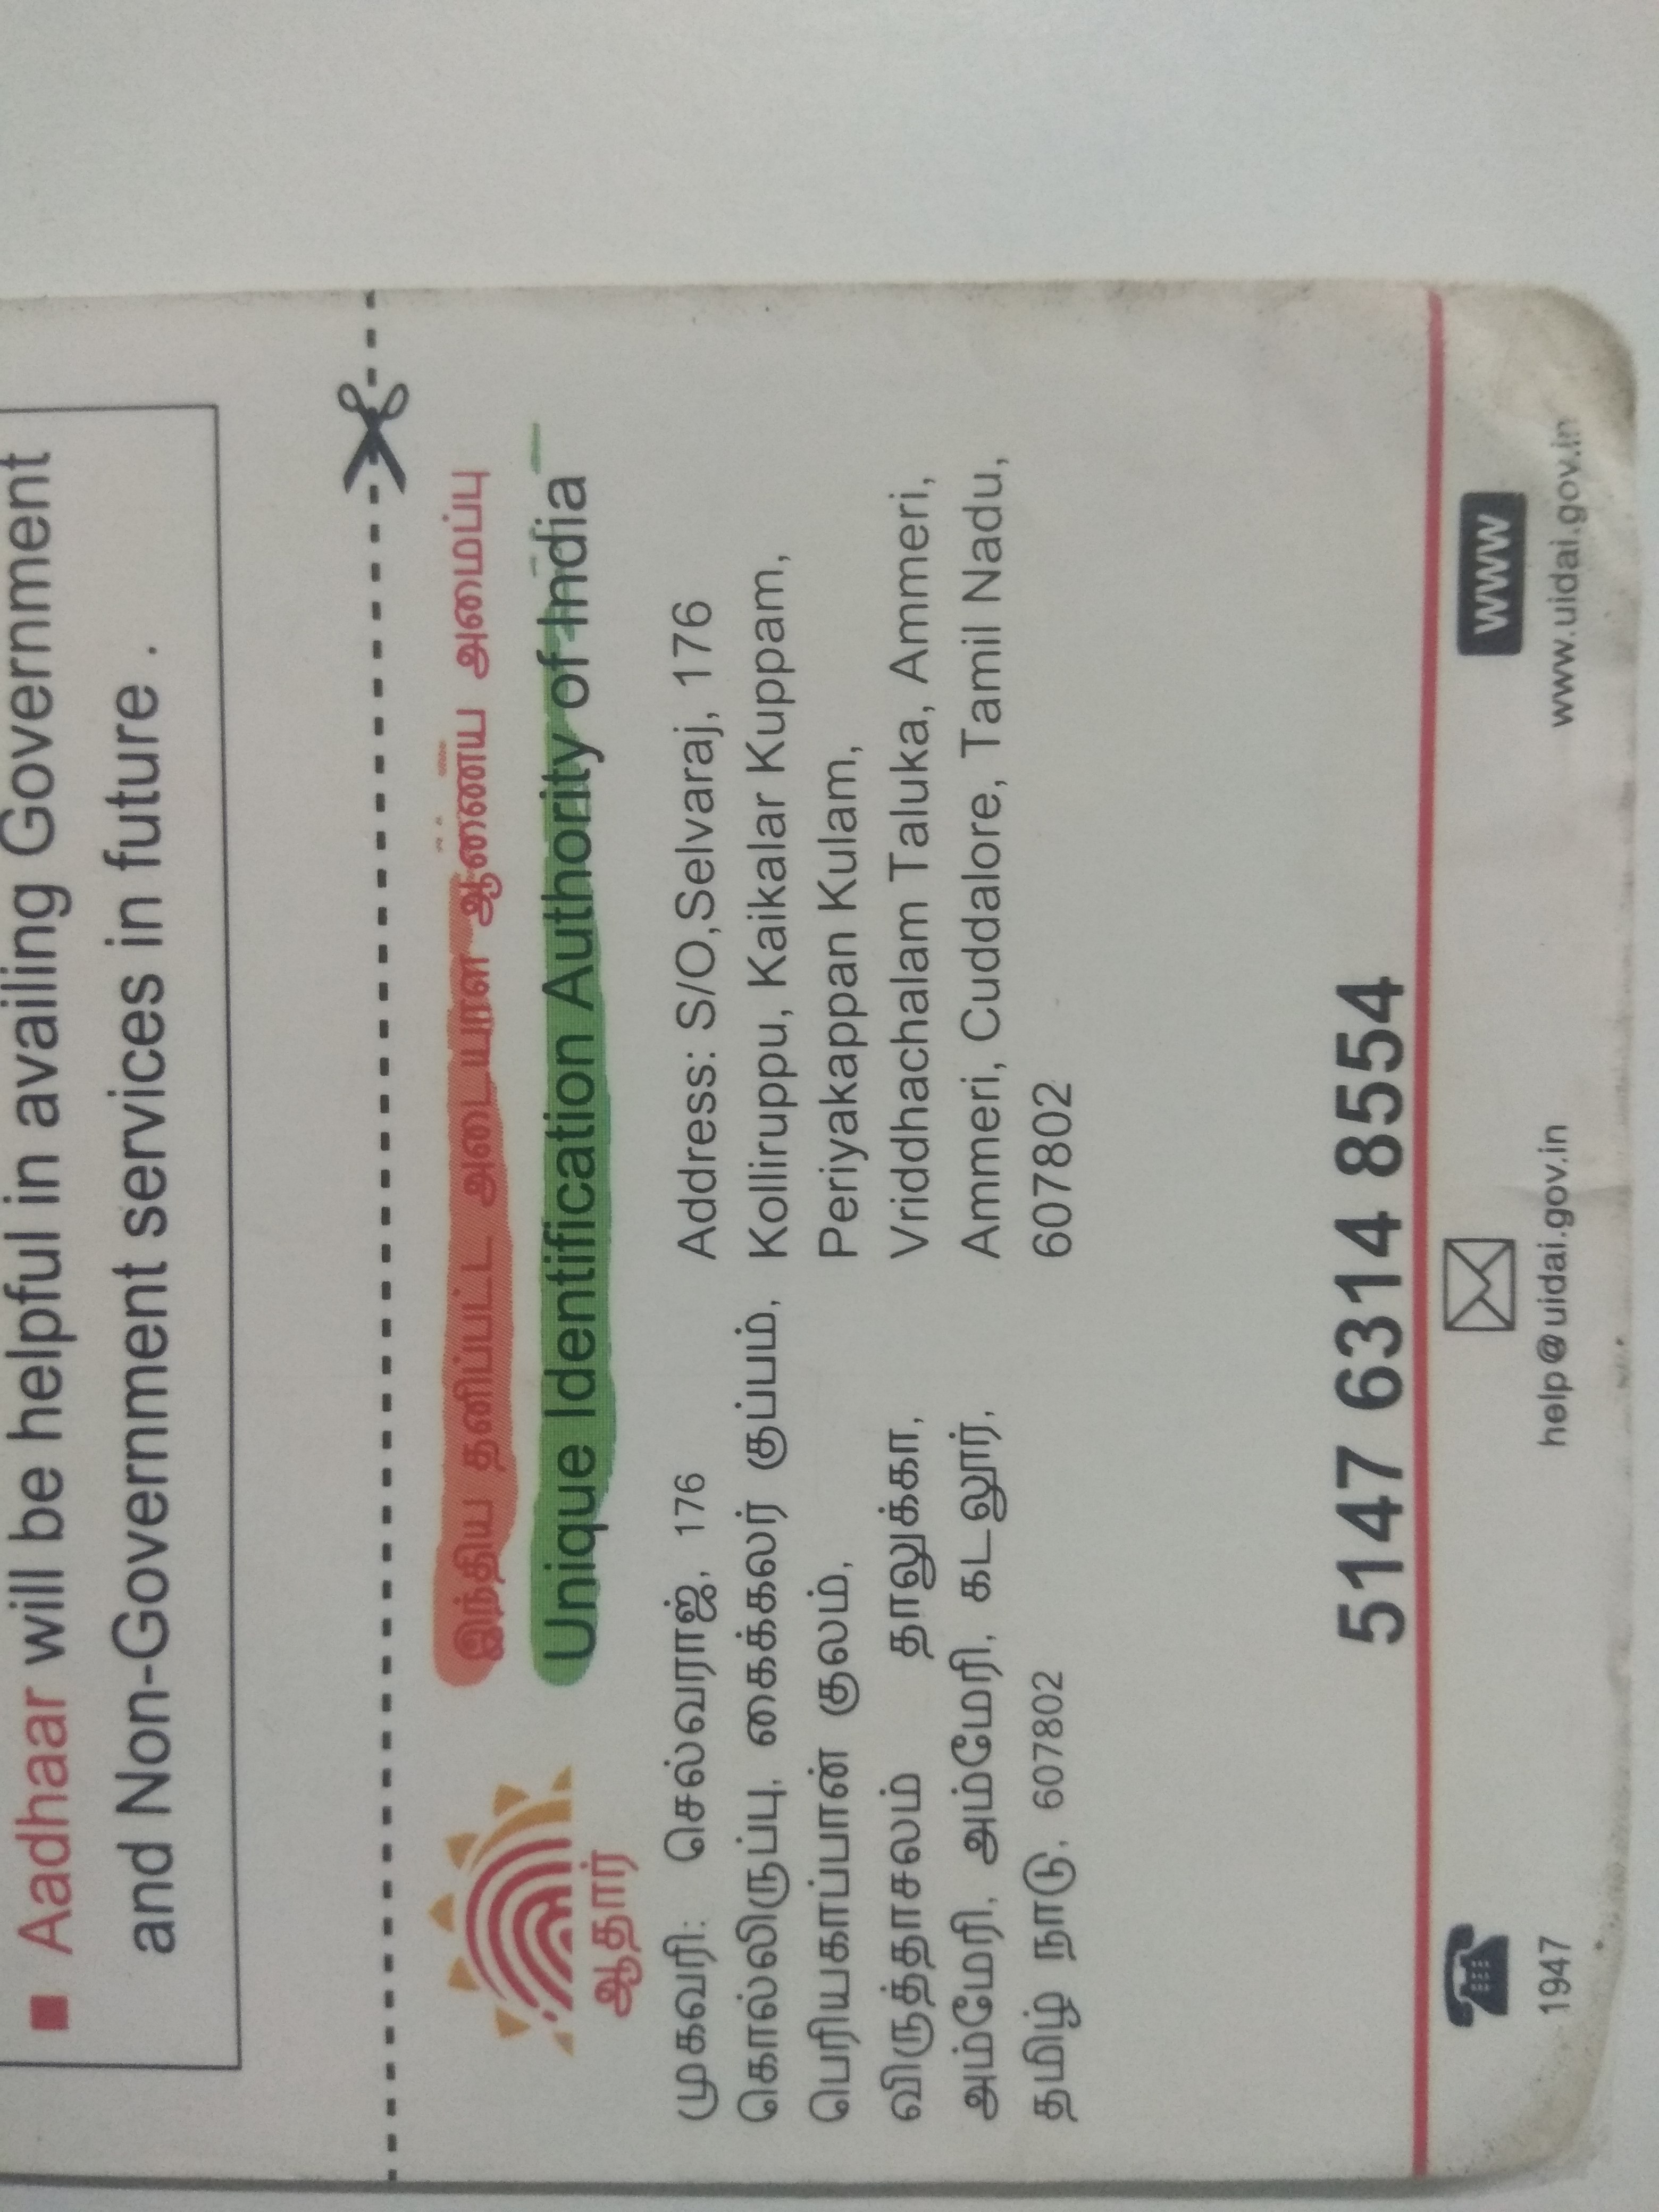 ■ Aadhaar will be helpful in availing Government
and Non-Government services in future .
இந்திய தனிப்பட்ட அடையாள ஆணைய அமைப்பு
Unique Identification Authority of India
ஆதார்
முகவரி: செல்வராஜ், 176
கொல்லிருப்பு, கைக்கலர் குப்பம்,
பெரியகாப்பான் குலம்,
விருத்தாசலம் தாலுக்கா,
அம்மேரி, அம்மேரி, கடலூர்,
தமிழ் நாடு, 607802
Address: S/O,Selvaraj, 176
Kolliruppu, Kaikalar Kuppam,
Periyakappan Kulam,
Vriddhachalam Taluka, Ammeri,
Ammeri, Cuddalore, Tamil Nadu,
607802
5147 6314 8554
1947
help@uidai.gov.in
WWW
www.uidai.gov.in